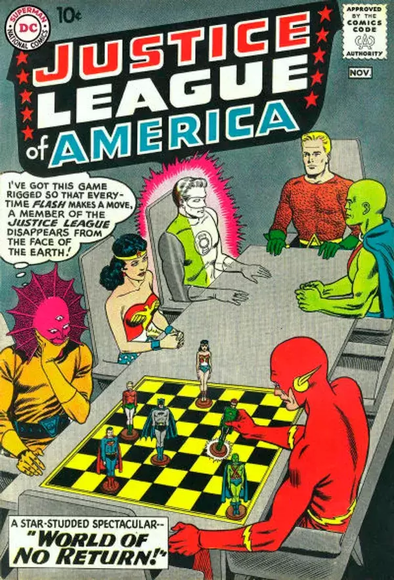 SUPERMAN
DC
NATIONAL COMICS
10¢
APPROVED
BY THE
COMICS
CODE
CA
AUTHORITY
NOV.
JUSTICE
LEAGUE
of AMERICA
I'VE GOT THIS GAME
RIGGED SO THAT EVERY-
TIME FLASH MAKES A MOVE,
A MEMBER OF THE
JUSTICE LEAGUE
DISAPPEARS FROM
THE FACE OF
THE EARTH!
A STAR-STUDDED SPECTACULAR--
"WORLD OF
NO RETURN!"